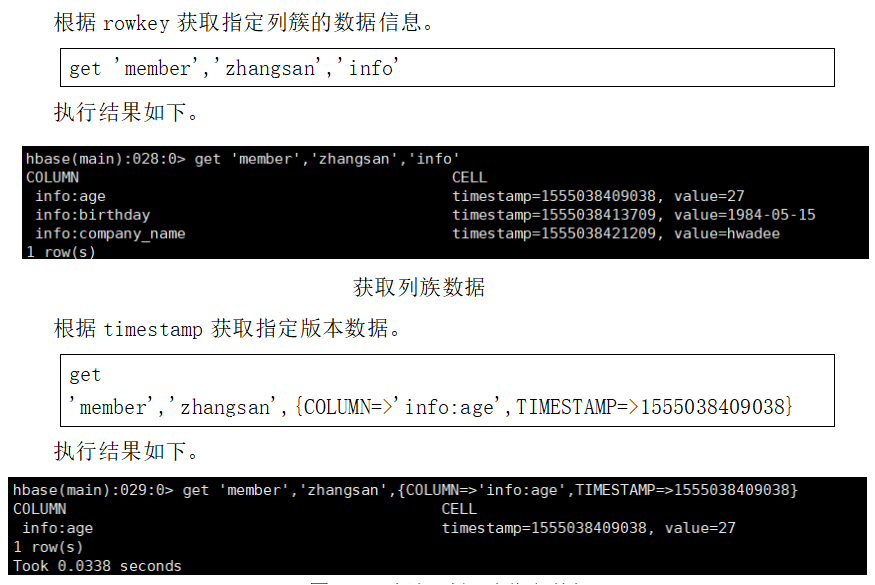 根据 rowkey 获取指定列簇的数据信息。
get 'member','zhangsan','info'
执行结果如下。
hbase(main):028:0> get 'member','zhangsan','info'
COLUMN CELL
info:age timestamp=1555038409038, value=27
info:birthday timestamp=1555038413709, value=1984-05-15
info:company_name timestamp=1555038421209, value=hwadee
1 row(s)
获取列族数据
根据 timestamp 获取指定版本数据。
get
'member','zhangsan',{COLUMN=>'info:age',TIMESTAMP=>1555038409038}
执行结果如下。
hbase(main):029:0> get 'member','zhangsan',{COLUMN=>'info:age',TIMESTAMP=>1555038409038}
COLUMN CELL
info:age timestamp=1555038409038, value=27
1 row(s)
Took 0.0338 seconds